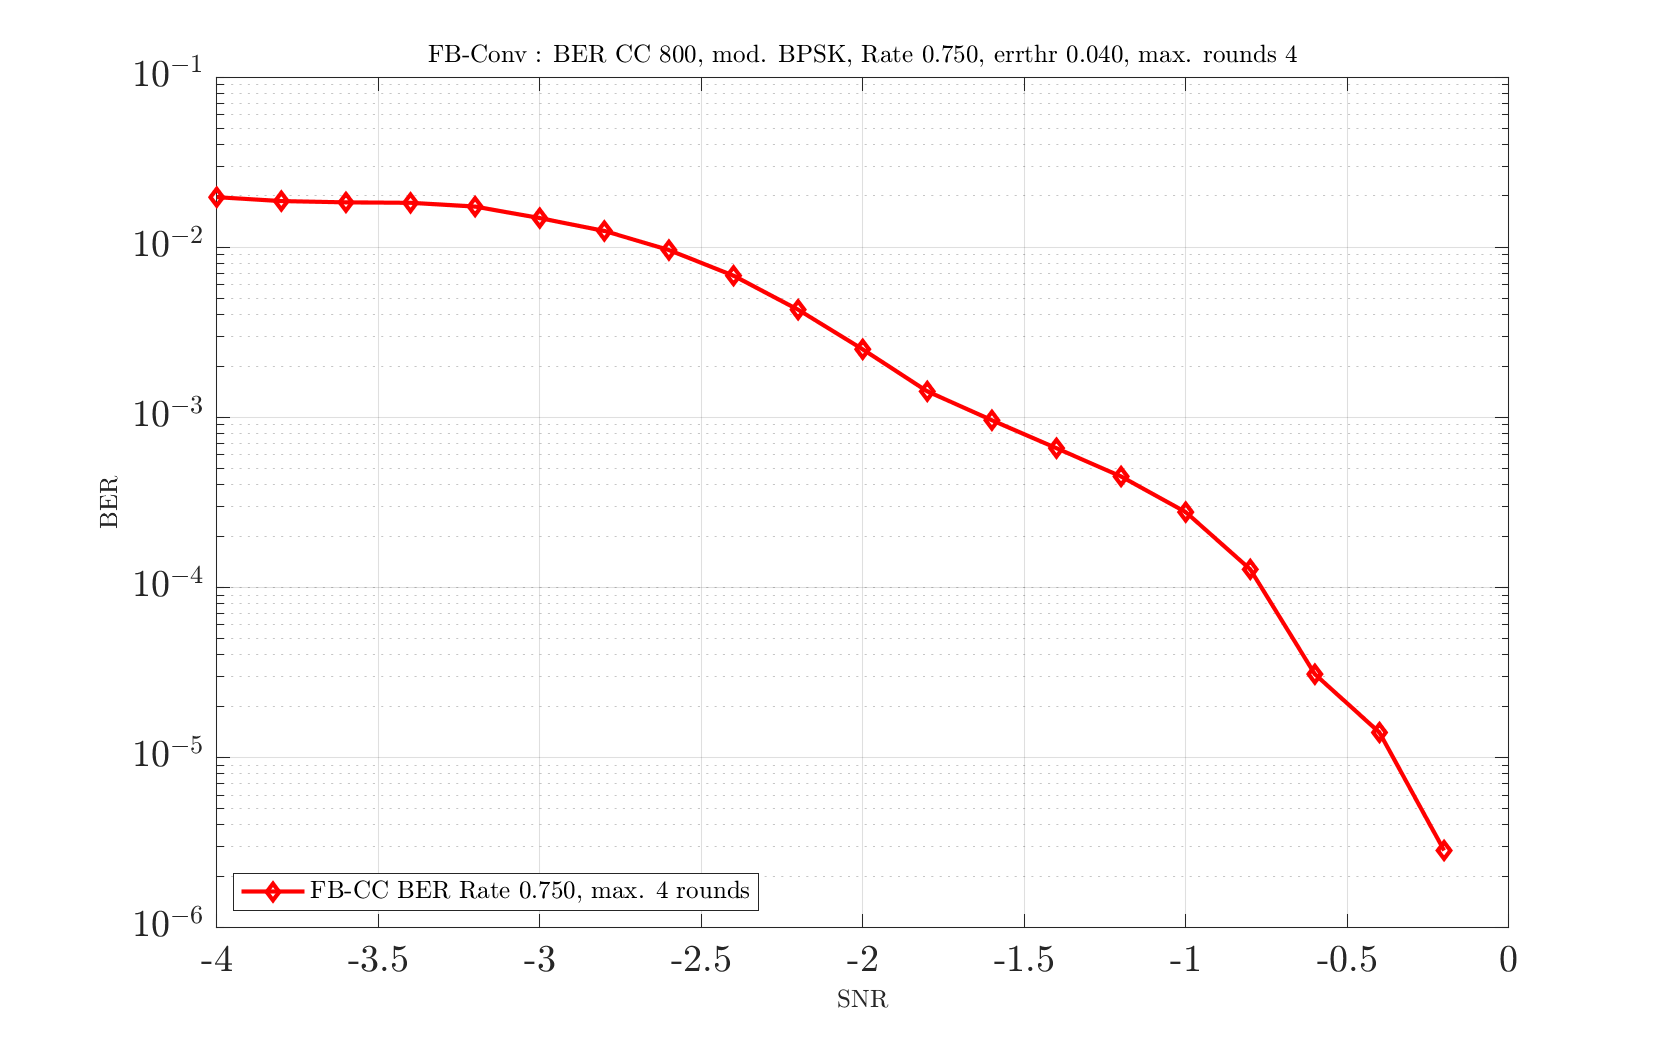 FB-Conv : BER CC 800, mod. BPSK, Rate 0.750, errthr 0.040, max. rounds 4
10^{-1}
10^{-2}
10^{-3}
10^{-4}
10^{-5}
10^{-6}
BER
FB-CC BER Rate 0.750, max. 4 rounds
-4 -3.5 -3 -2.5 -2 -1.5 -1 -0.5 0
SNR